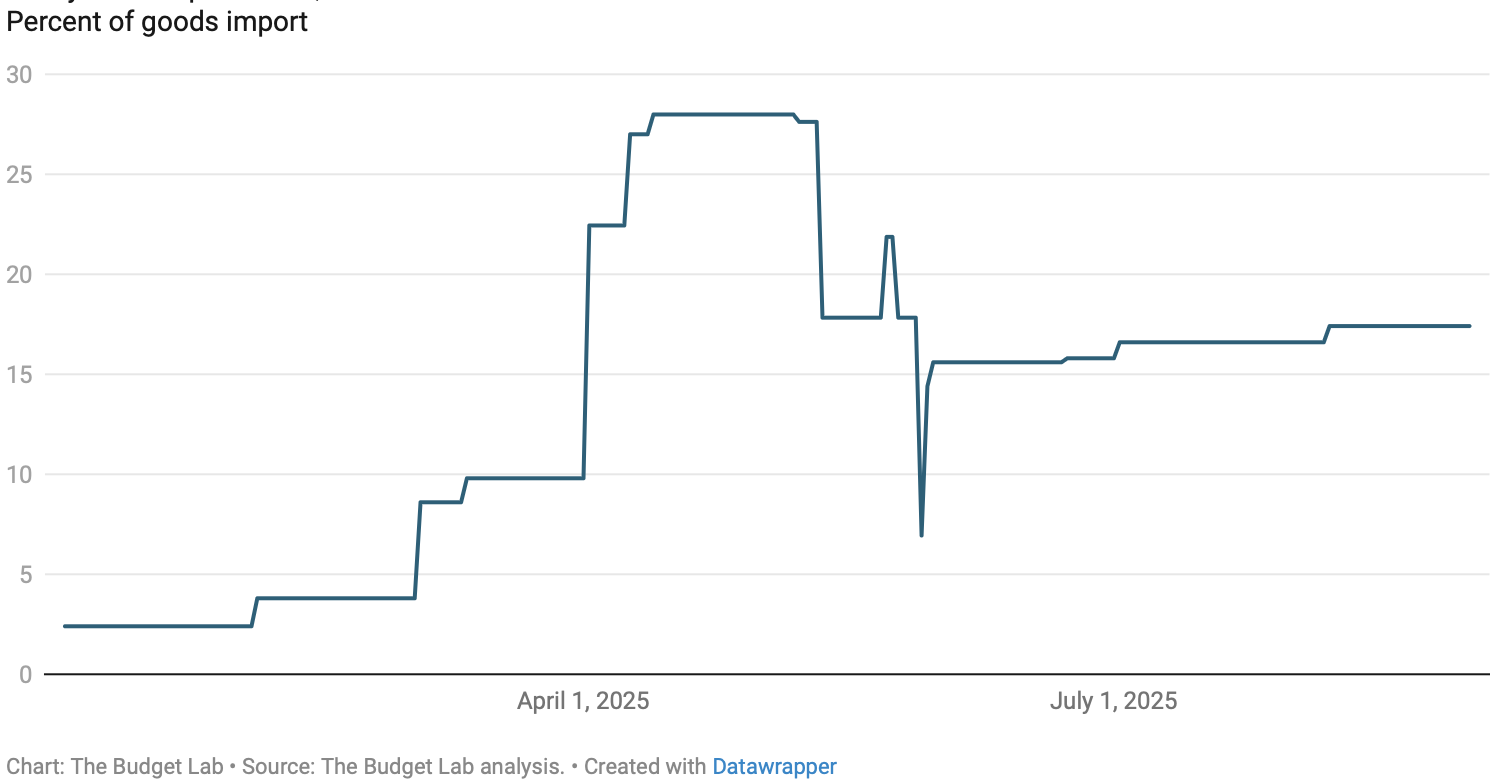 Percent of goods import
30
25
20
15
10
5
0
April 1, 2025 July 1, 2025
Chart: The Budget Lab • Source: The Budget Lab analysis. • Created with Datawrapper